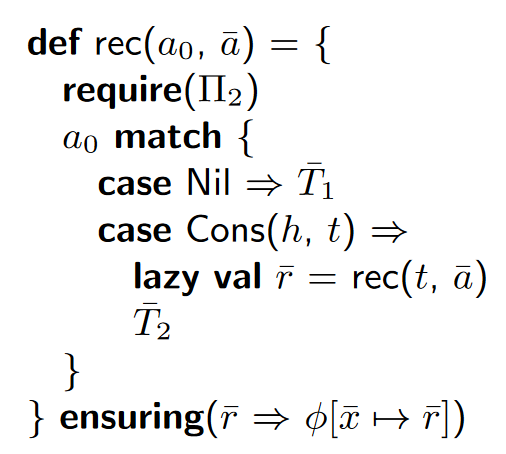 def rec(a₀, ā) = {
require(Π₂)
a₀ match {
case Nil ⇒ T̄₁
case Cons(h, t) ⇒
lazy val r̄ = rec(t, ā)
T̄₂
}
} ensuring(r̄ ⇒ ϕ[x̄ ↦ r̄])